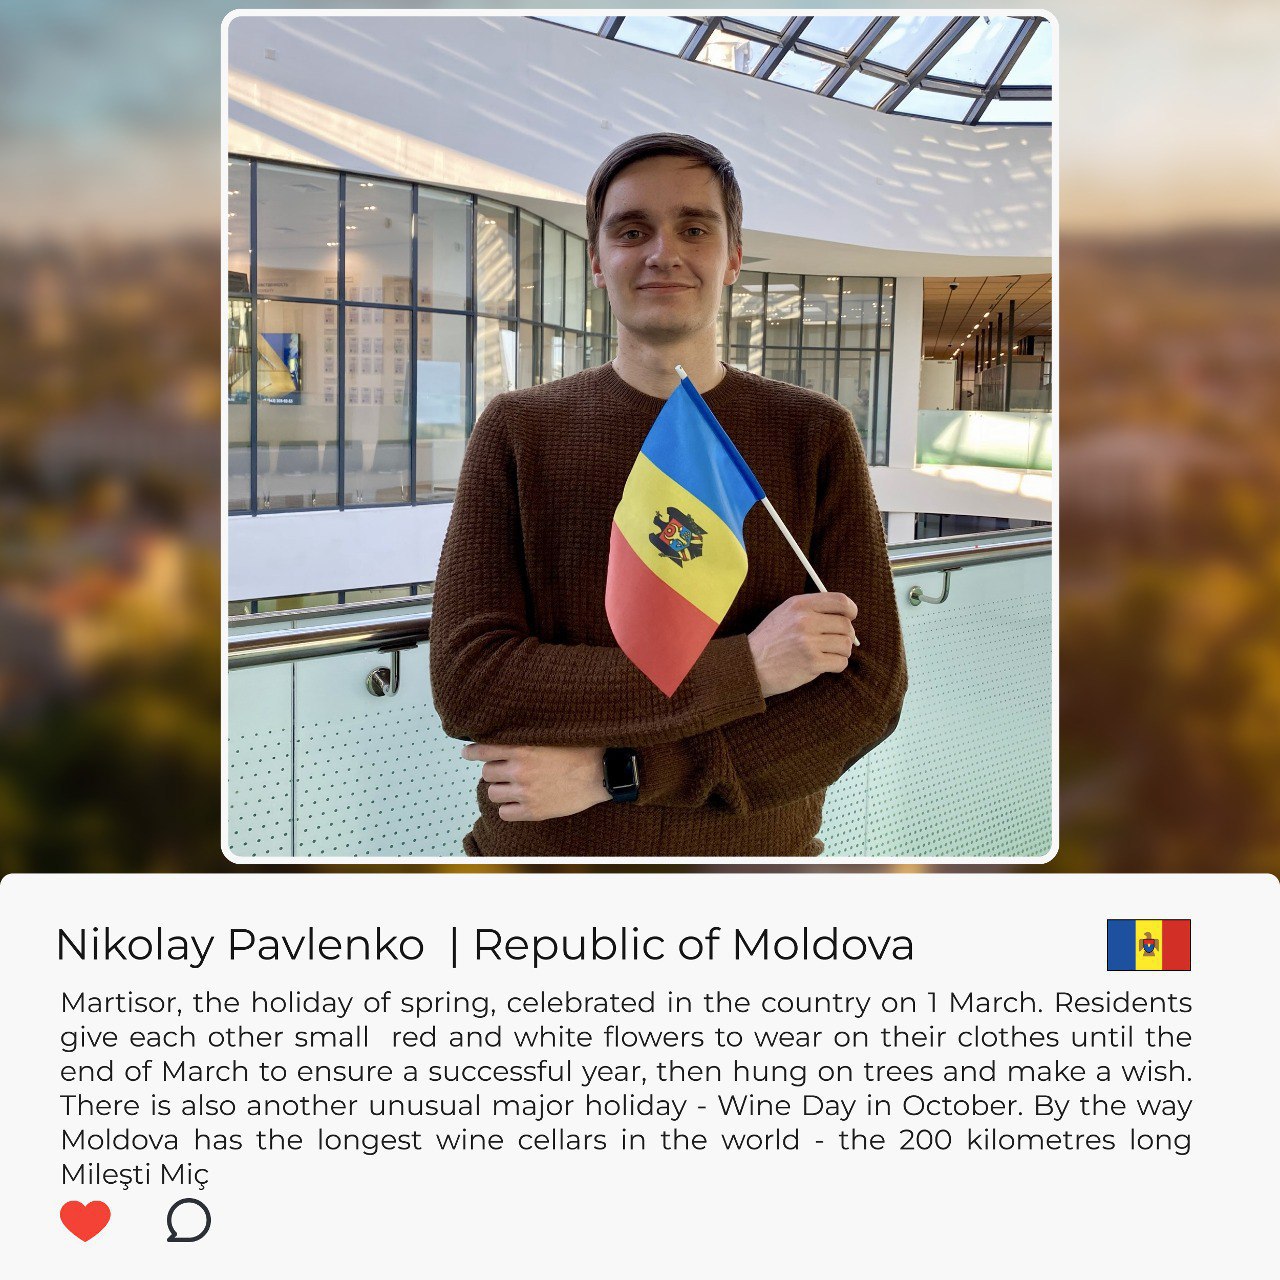 Nikolay Pavlenko | Republic of Moldova
Martisor, the holiday of spring, celebrated in the country on 1 March. Residents
give each other small red and white flowers to wear on their clothes until the
end of March to ensure a successful year, then hung on trees and make a wish.
There is also another unusual major holiday - Wine Day in October. By the way
Moldova has the longest wine cellars in the world - the 200 kilometres long
Mileşti Miç